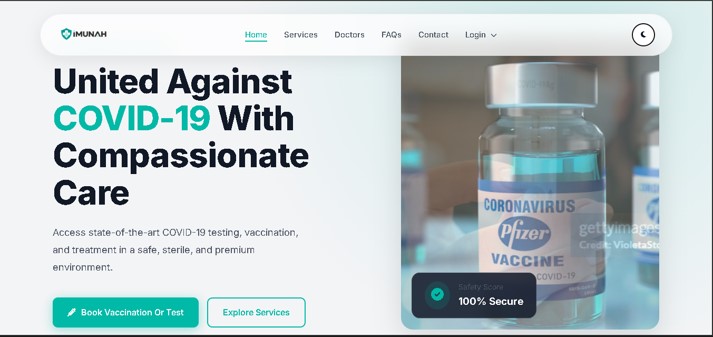 iMUNAH
Home Services Doctors FAQs Contact Login
United Against
COVID-19 With
Compassionate
Care
Access state-of-the-art COVID-19 testing, vaccination,
and treatment in a safe, sterile, and premium
environment.
Book Vaccination Or Test Explore Services
CORONAVIRUS
Pfizer
VACCINE
COVID-19
gettyimages
Credit: VioletaSto
Safety Score
100% Secure